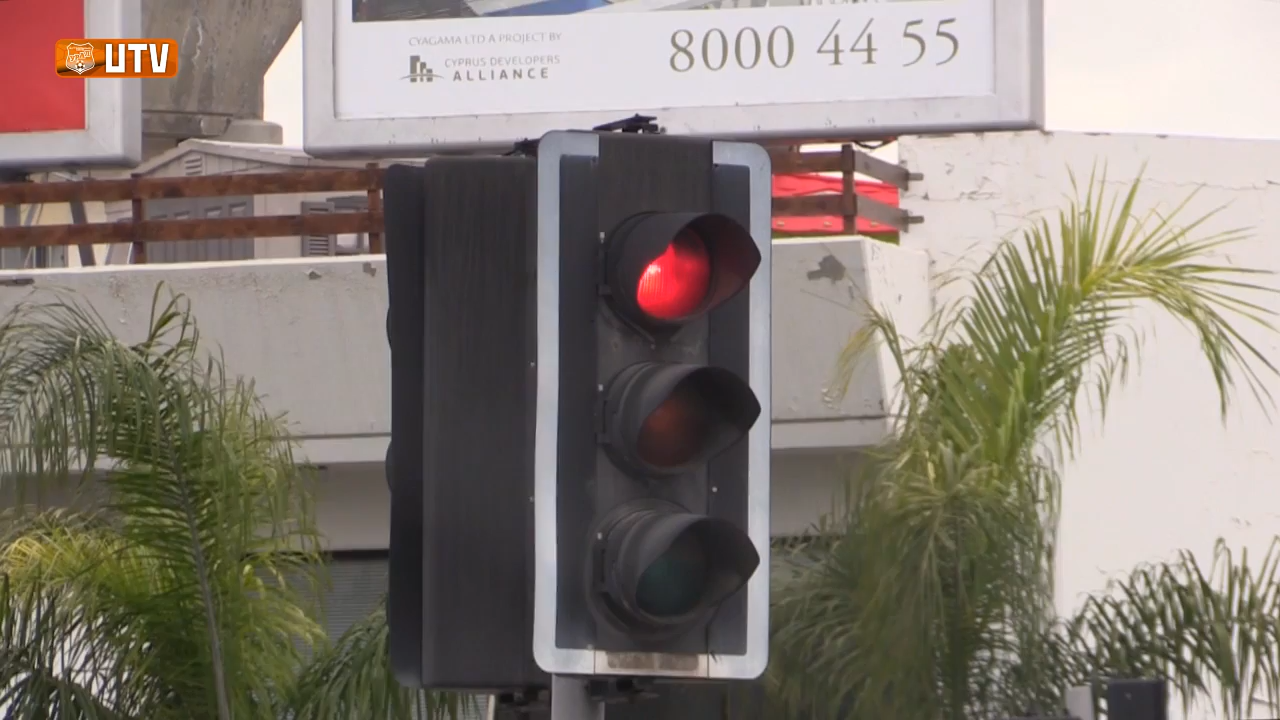 UTV
CYAGAMA LTD A PROJECT BY
CYPRUS DEVELOPERS
ALLIANCE
8000 44 55